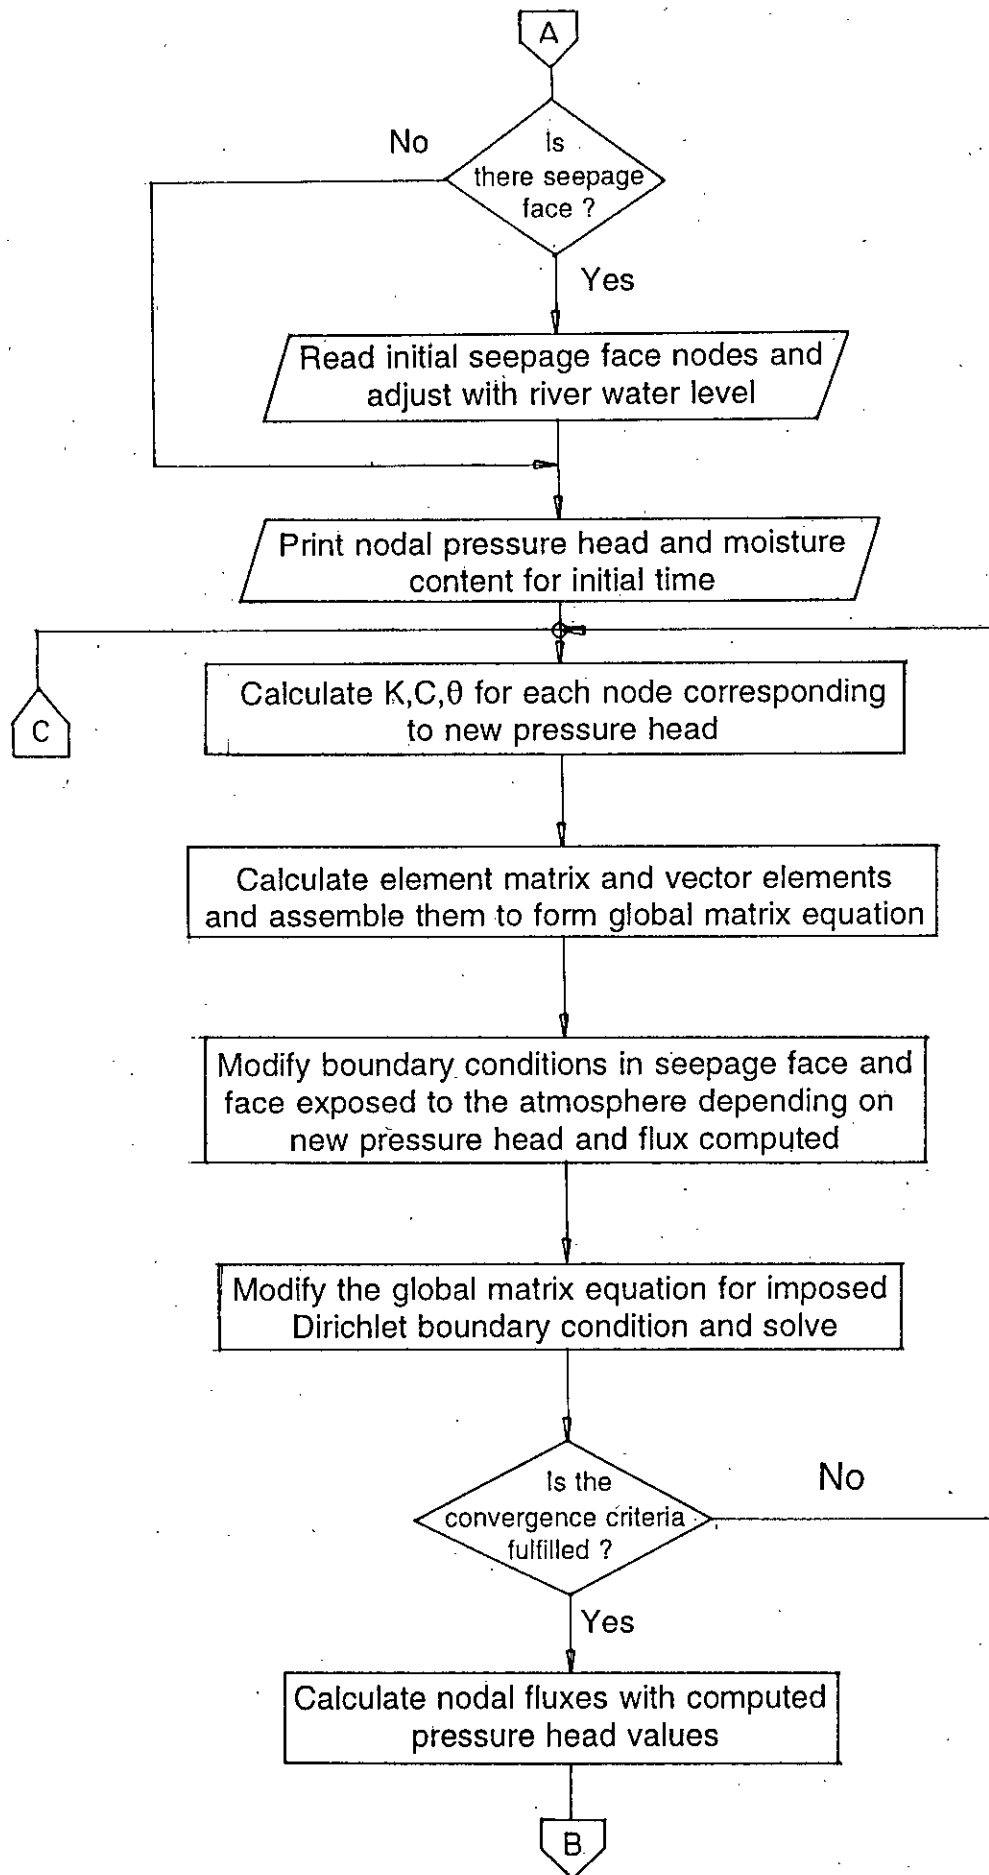 A
No
Is
there seepage
face ?
Yes
Read initial seepage face nodes and
adjust with river water level
Print nodal pressure head and moisture
content for initial time
Calculate K,C,θ for each node corresponding
to new pressure head
C
Calculate element matrix and vector elements
and assemble them to form global matrix equation
Modify boundary conditions in seepage face and
face exposed to the atmosphere depending on
new pressure head and flux computed
Modify the global matrix equation for imposed
Dirichlet boundary condition and solve
Is the
convergence criteria
fulfilled ?
No
Yes
Calculate nodal fluxes with computed
pressure head values
B